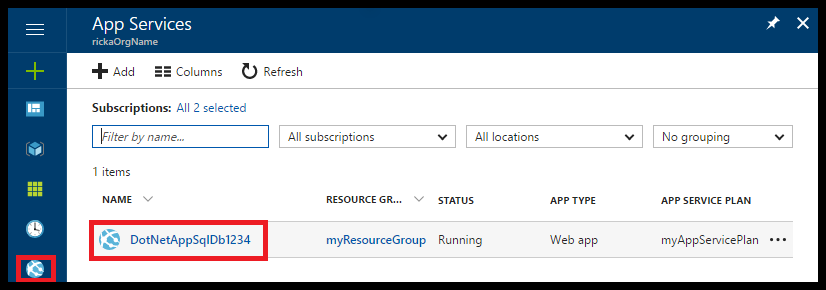 App Services
rickaOrgName
Add Columns Refresh
Subscriptions: All 2 selected
Filter by name... All subscriptions All locations No grouping
1 items
NAME RESOURCE GR... STATUS APP TYPE APP SERVICE PLAN
DotNetAppSqlDb1234 myResourceGroup Running Web app myAppServicePlan ...